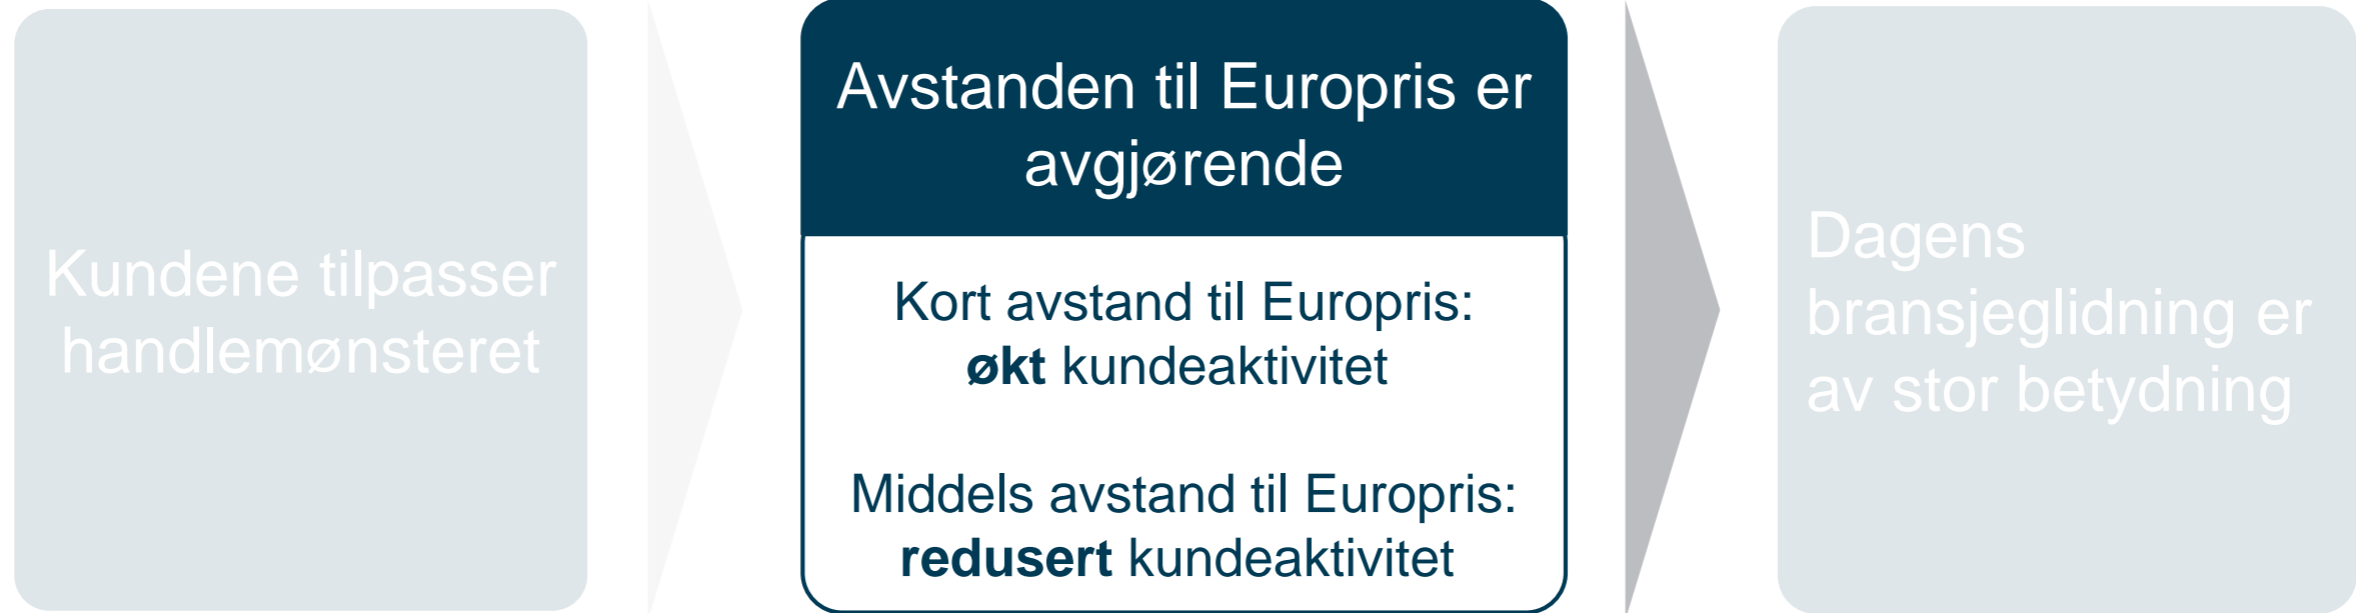 Kundene tilpasser
handlemønsteret
Avstanden til Europris er
avgjørende
Kort avstand til Europris:
økt kundeaktivitet
Middels avstand til Europris:
redusert kundeaktivitet
Dagens
bransjeglidning er
av stor betydning